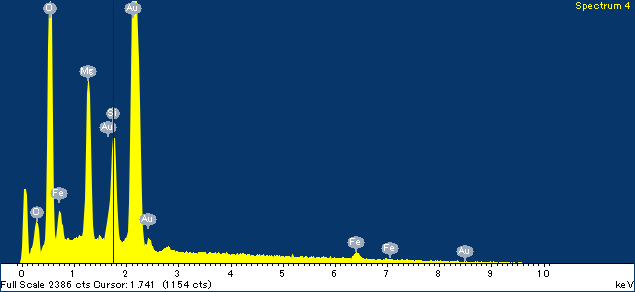 Spectrum 4
O Au
Mg
Si
Au
Fe
O Au
Fe Fe Au
0 1 2 3 4 5 6 7 8 9 10
Full Scale 2386 cts Cursor: 1.741 (1154 cts) keV